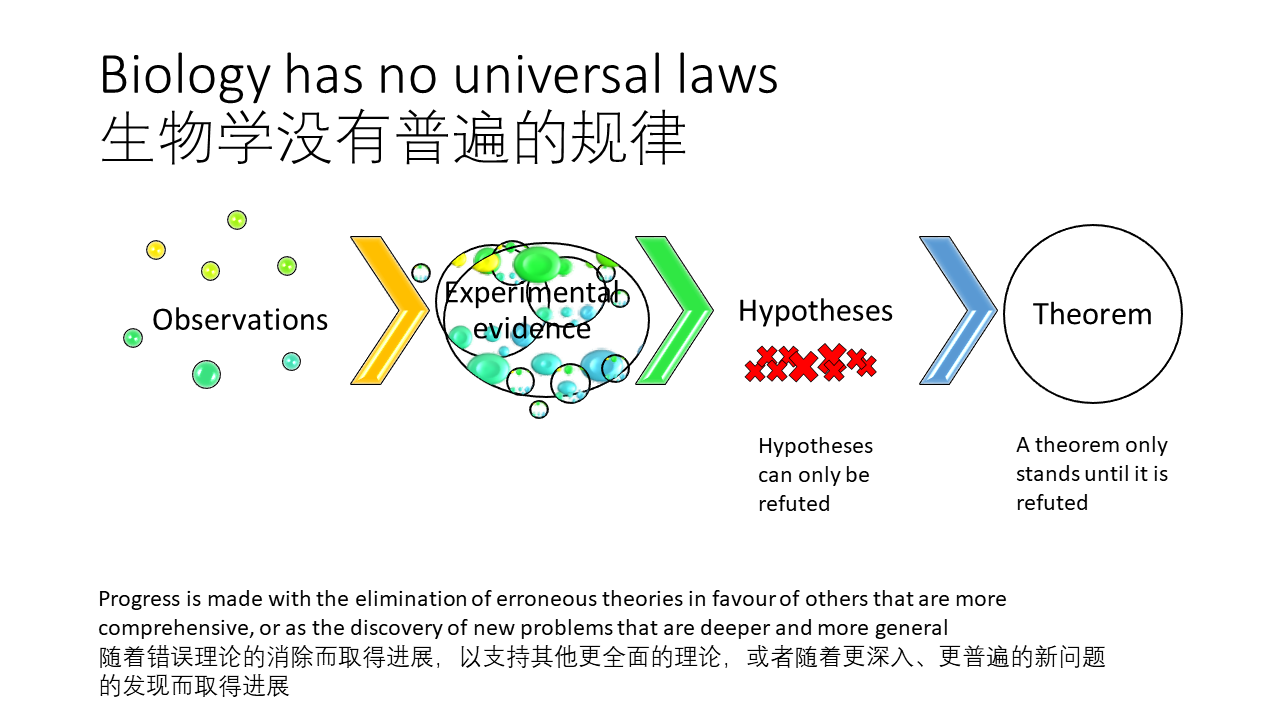 Biology has no universal laws
生物学没有普遍的规律
Observations
Experimental
evidence
Hypotheses
Theorem
Hypotheses
can only be
refuted
A theorem only
stands until it is
refuted
Progress is made with the elimination of erroneous theories in favour of others that are more
comprehensive, or as the discovery of new problems that are deeper and more general
随着错误理论的消除而取得进展，以支持其他更全面的理论，或者随着更深入、更普遍的新问题
的发现而取得进展